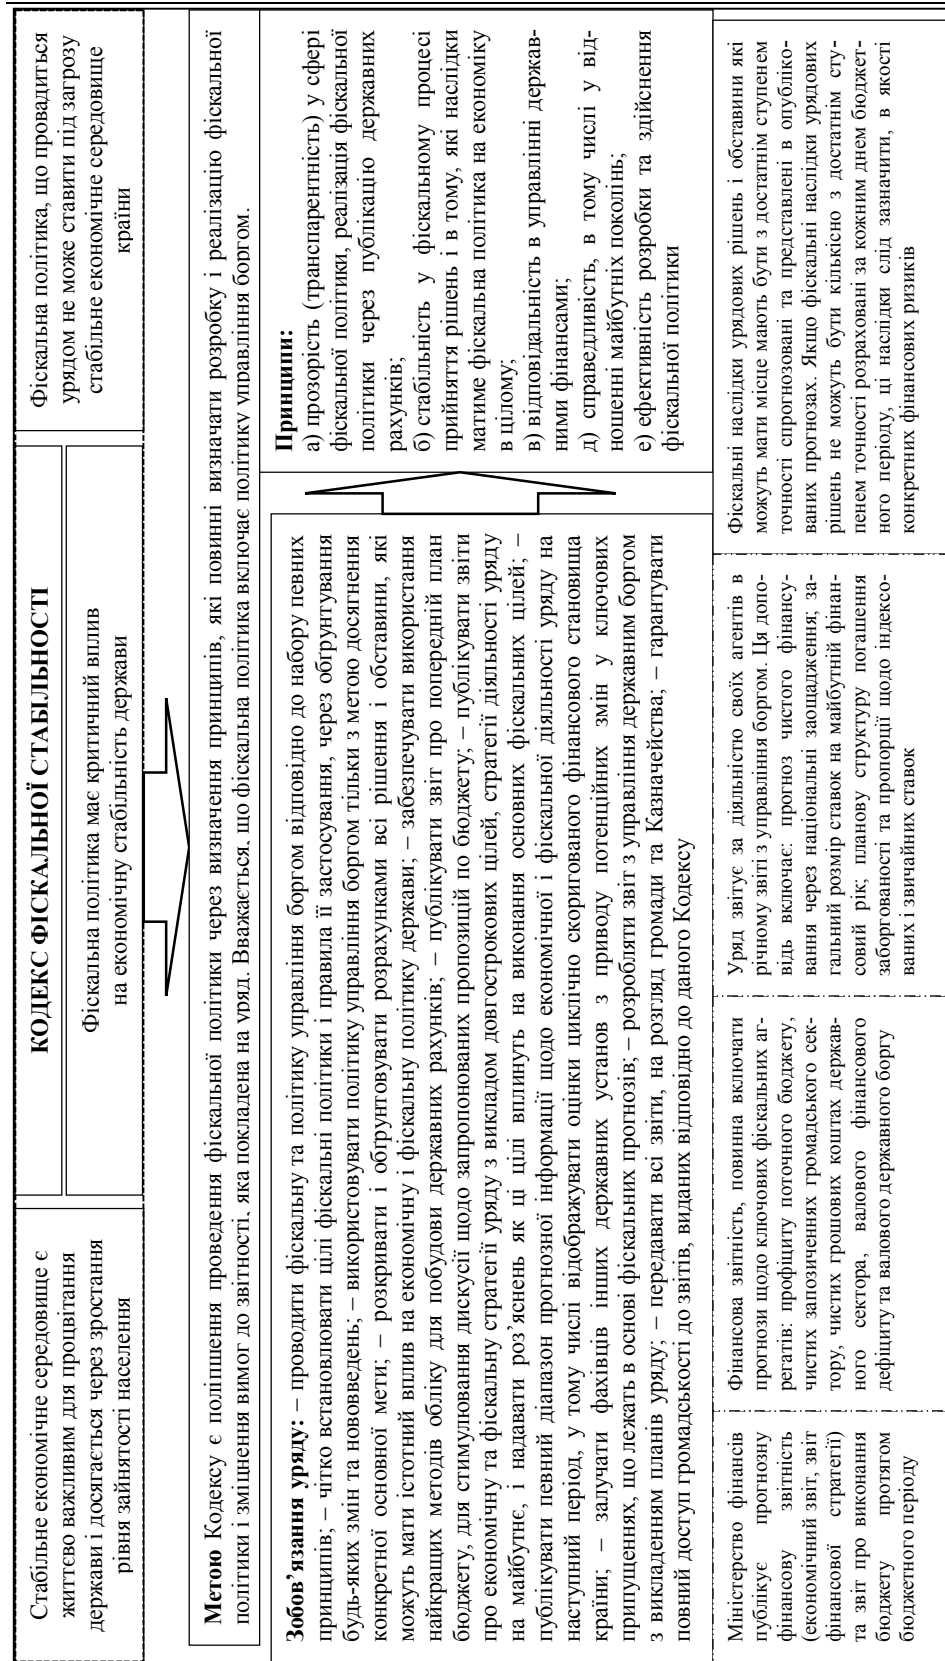 Стабільне економічне середовище є
життєво важливим для процвітання
держави і досягається через зростання
рівня зайнятості населення
КОДЕКС ФІСКАЛЬНОЇ СТАБІЛЬНОСТІ
Фіскальна політика має критичний вплив
на економічну стабільність держави
Фіскальна політика, що провадиться
урядом не може ставити під загрозу
стабільне економічне середовище
країни
Метою Кодексу є поліпшення проведення фіскальної політики через визначення принципів, які повинні визначати розробку і реалізацію фіскальної
політики і зміцнення вимог до звітності, яка покладена на уряд. Вважається, що фіскальна політика включає політику управління боргом.
Зобов’язання уряду: – проводити фіскальну та політику управління боргом відповідно до набору певних
принципів; – чітко встановлювати цілі фіскальні політики і правила її застосування, через обґрунтування
будь-яких змін та нововведень; – використовувати політику управління боргом тільки з метою досягнення
конкретної основної мети; – розкривати і обґрунтовувати розрахунками всі рішення і обставини, які
можуть мати істотний вплив на економічну і фіскальну політику держави; – забезпечувати використання
найкращих методів обліку для побудови державних рахунків; – публікувати звіт про попередній план
бюджету, для стимулювання дискусії щодо запропонованих пропозицій по бюджету; – публікувати звіти
про економічну та фіскальну стратегії уряду з викладом довгострокових цілей, стратегії діяльності уряду
на майбутнє, і надавати роз’яснень як ці цілі вплинуть на виконання основних фіскальних цілей; –
публікувати певний діапазон прогнозної інформації щодо економічної і фіскальної діяльності уряду на
наступний період, у тому числі відображувати оцінки циклічно скоригованого фінансового становища
країни; – залучати фахівців інших державних установ з приводу потенційних змін у ключових
припущеннях, що лежать в основі фіскальних прогнозів; – розробляти звіт з управління державним боргом
з викладенням планів уряду; – передавати всі звіти, на розгляд громади та Казначейства; – гарантувати
повний доступ громадськості до звітів, виданих відповідно до даного Кодексу
Принципи:
а) прозорість (транспарентність) у сфері
фіскальної політики, реалізація фіскальної
політики через публікацію державних
рахунків;
б) стабільність у фіскальному процесі
прийняття рішень і в тому, які наслідки
матиме фіскальна політика на економіку
в цілому;
в) відповідальність в управлінні держав-
ними фінансами;
д) справедливість, в тому числі у від-
ношенні майбутніх поколінь;
е) ефективність розробки та здійснення
фіскальної політики
Міністерство фінансів
публікує прогнозну
фінансову звітність
(економічний звіт, звіт
фінансової стратегії)
та звіт про виконання
бюджету протягом
бюджетного періоду
Фінансова звітність, повинна включати
прогнози щодо ключових фіскальних аг-
регатів: профіциту поточного бюджету,
чистих запозиченнях громадського сек-
тору, чистих грошових коштах держав-
ного сектора, валового фінансового
дефіциту та валового державного боргу
Уряд звітує за діяльністю своїх агентів в
річному звіті з управління боргом. Ця допо-
відь включає: прогноз чистого фінансу-
вання через національні заощадження; за-
гальний розмір ставок на майбутній фінан-
совий рік; планову структуру погашення
заборгованості та пропорції щодо індексо-
ваних і звичайних ставок
Фіскальні наслідки урядових рішень і обставини які
можуть мати місце мають бути з достатнім ступенем
точності спрогнозовані та представлені в опубліко-
ваних прогнозах. Якщо фіскальні наслідки урядових
рішень не можуть бути кількісно з достатнім сту-
пенем точності розраховані за кожним днем бюджет-
ного періоду, ці наслідки слід зазначити, в якості
конкретних фінансових ризиків